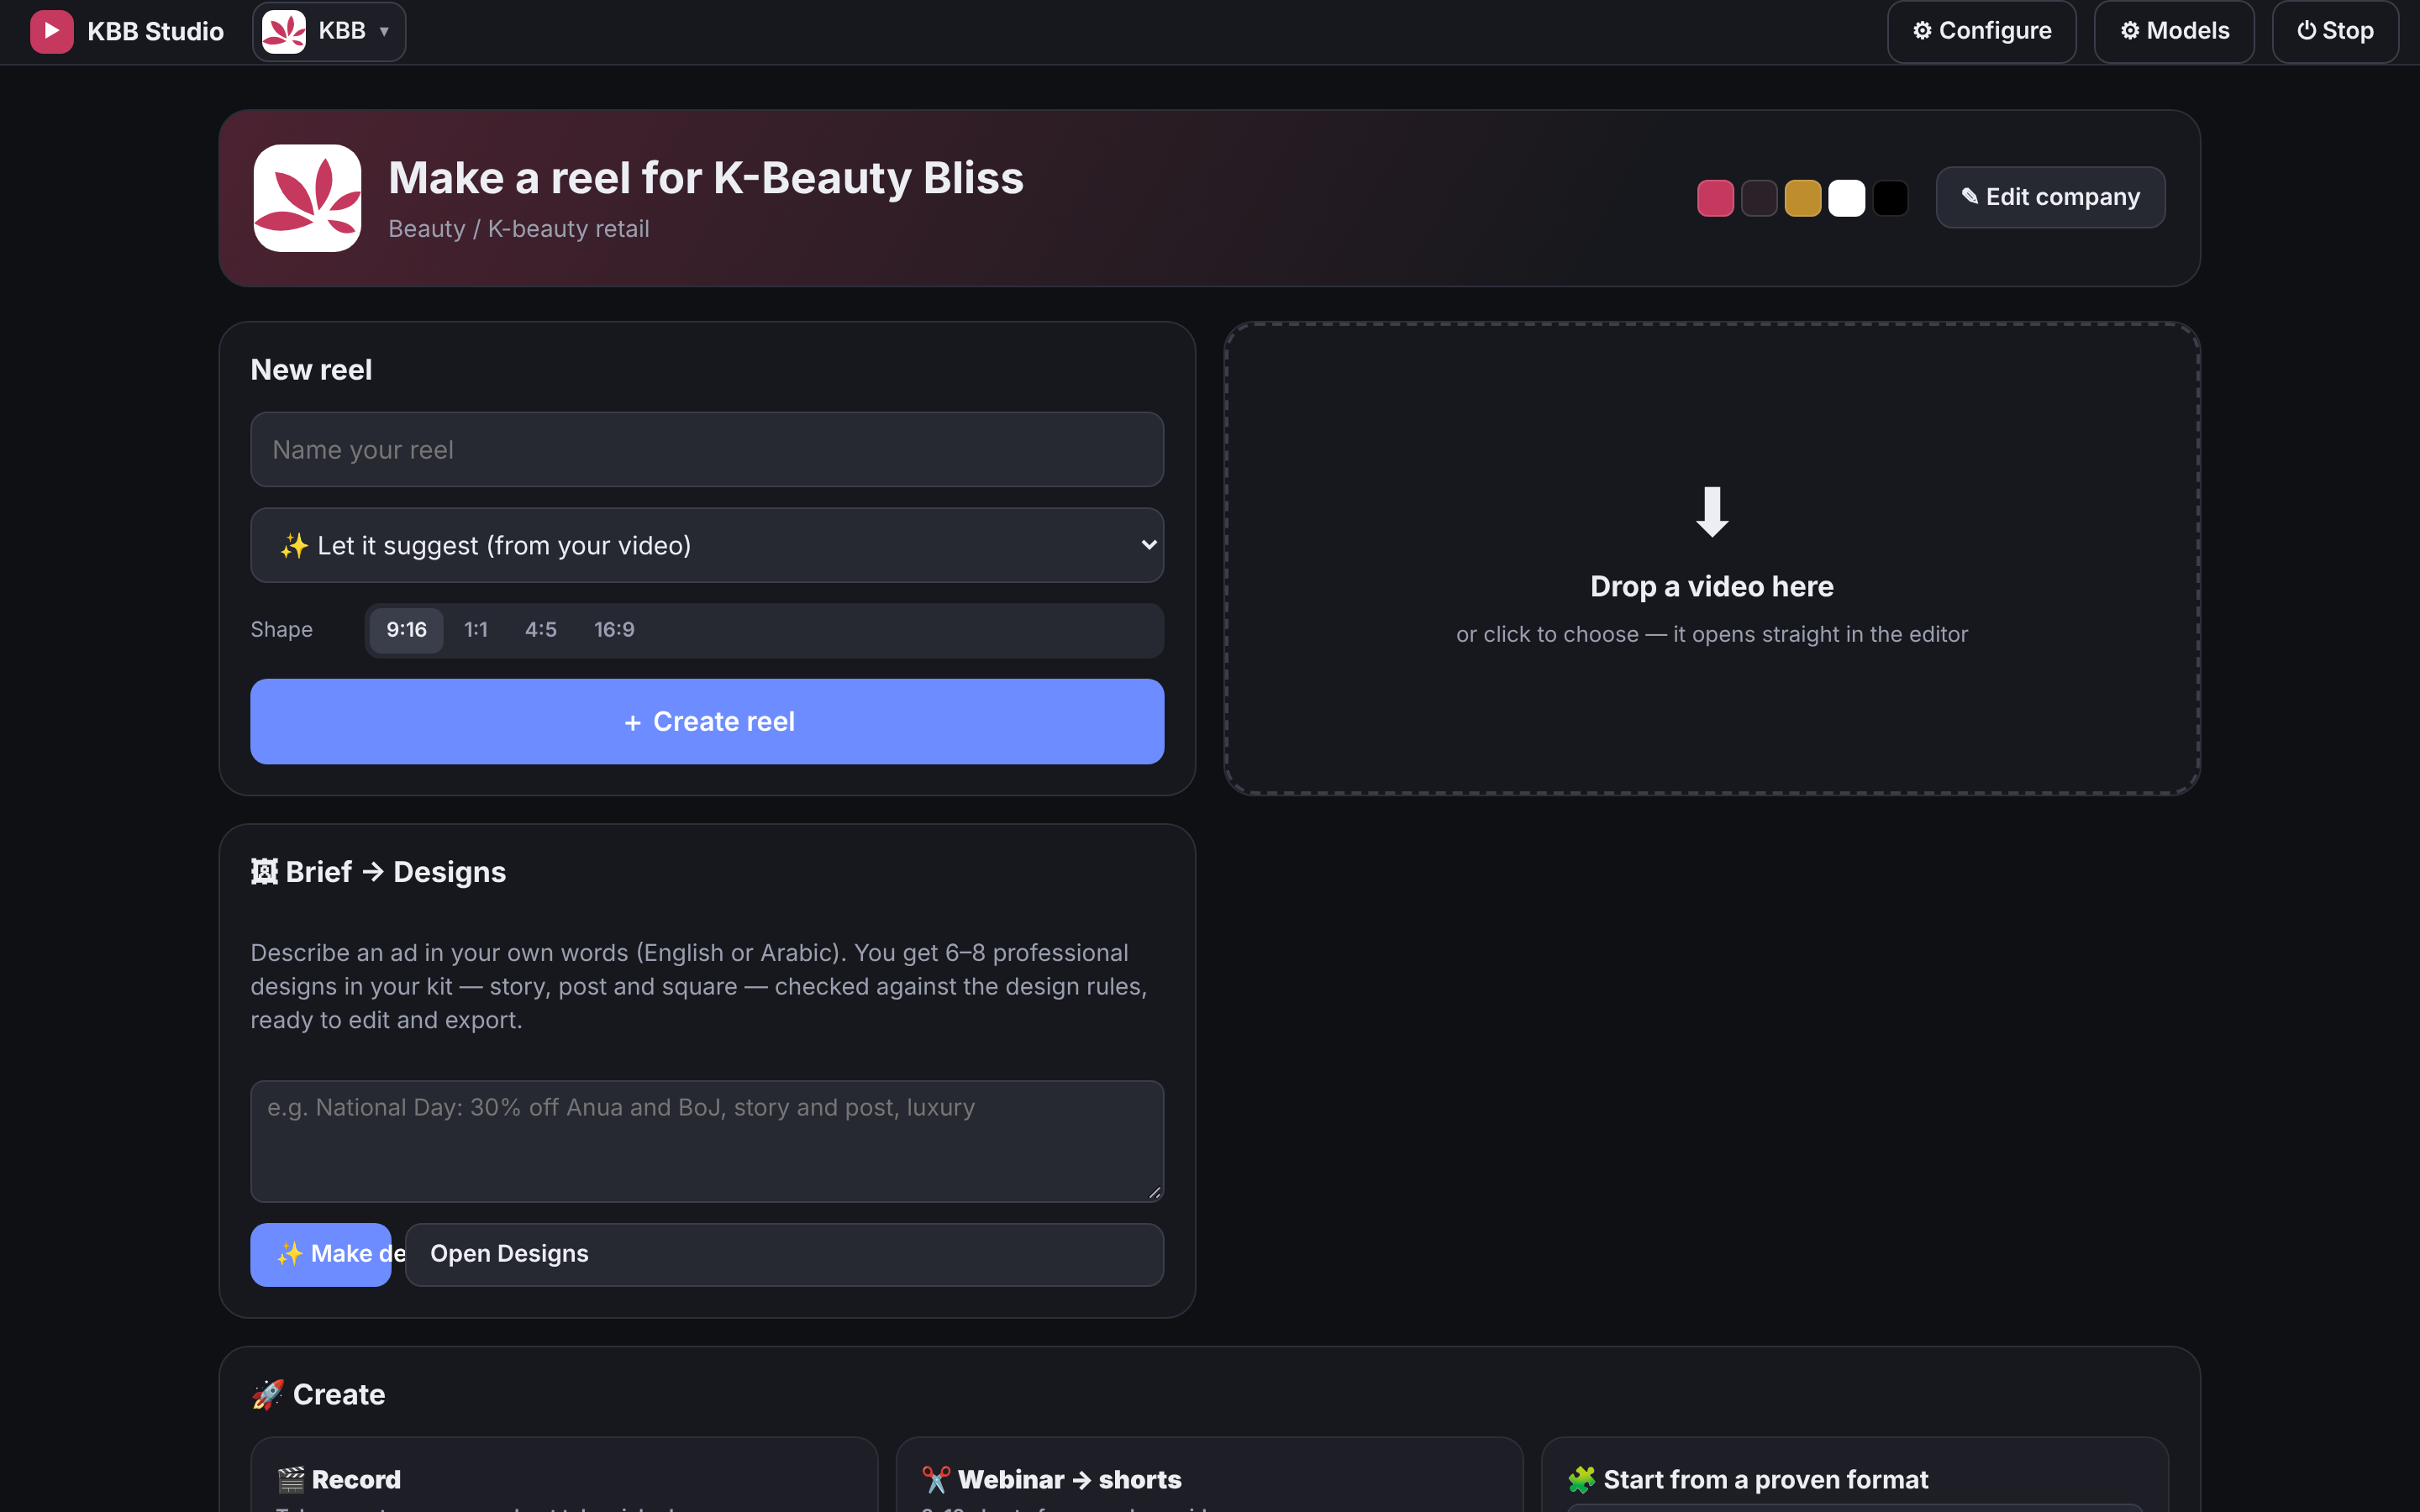 KBB Studio
KBB
Configure
Models
Stop
Make a reel for K-Beauty Bliss
Beauty / K-beauty retail
Edit company
New reel
Name your reel
Let it suggest (from your video)
Shape
9:16
1:1
4:5
16:9
+ Create reel
Drop a video here
or click to choose — it opens straight in the editor
Brief → Designs
Describe an ad in your own words (English or Arabic). You get 6–8 professional
designs in your kit — story, post and square — checked against the design rules,
ready to edit and export.
e.g. National Day: 30% off Anua and BoJ, story and post, luxury
Make de
Open Designs
Create
Record
Webinar → shorts
Start from a proven format